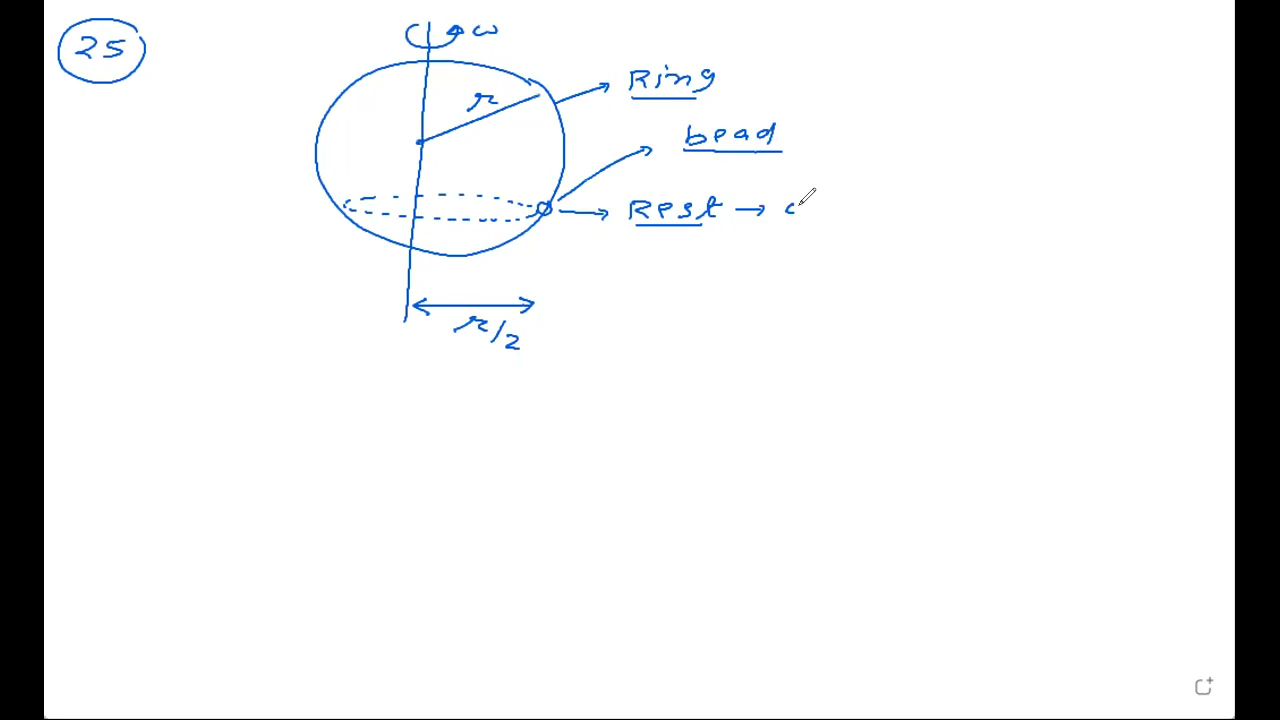 25
ω
r
Ring
bead
Rest →
r/2